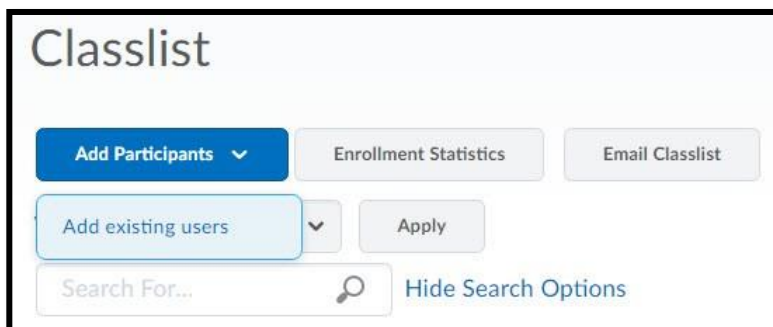 Classlist
Add Participants Enrollment Statistics Email Classlist
Add existing users Apply
Search For... Hide Search Options